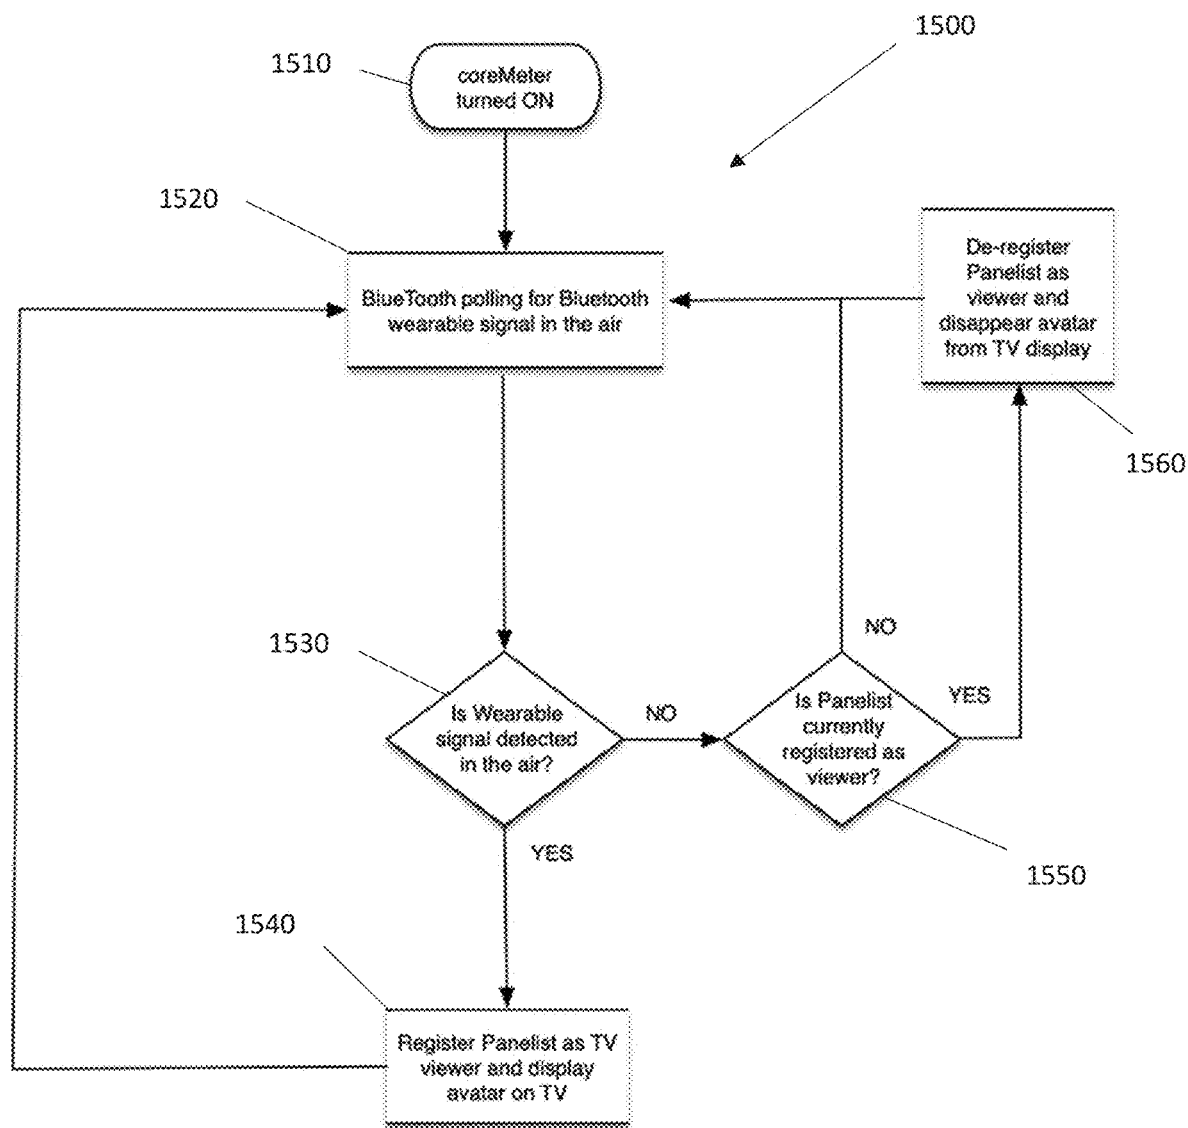 1500
1510
coreMeter
turned ON
1520
BlueTooth polling for Bluetooth
wearable signal in the air
De-register
Panelist as
viewer and
disappear avatar
from TV display
1560
1530
Is Wearable
signal detected
in the air?
NO
YES
Is Panelist
currently
registered as
viewer?
NO
YES
1550
1540
Register Panelist as TV
viewer and display
avatar on TV